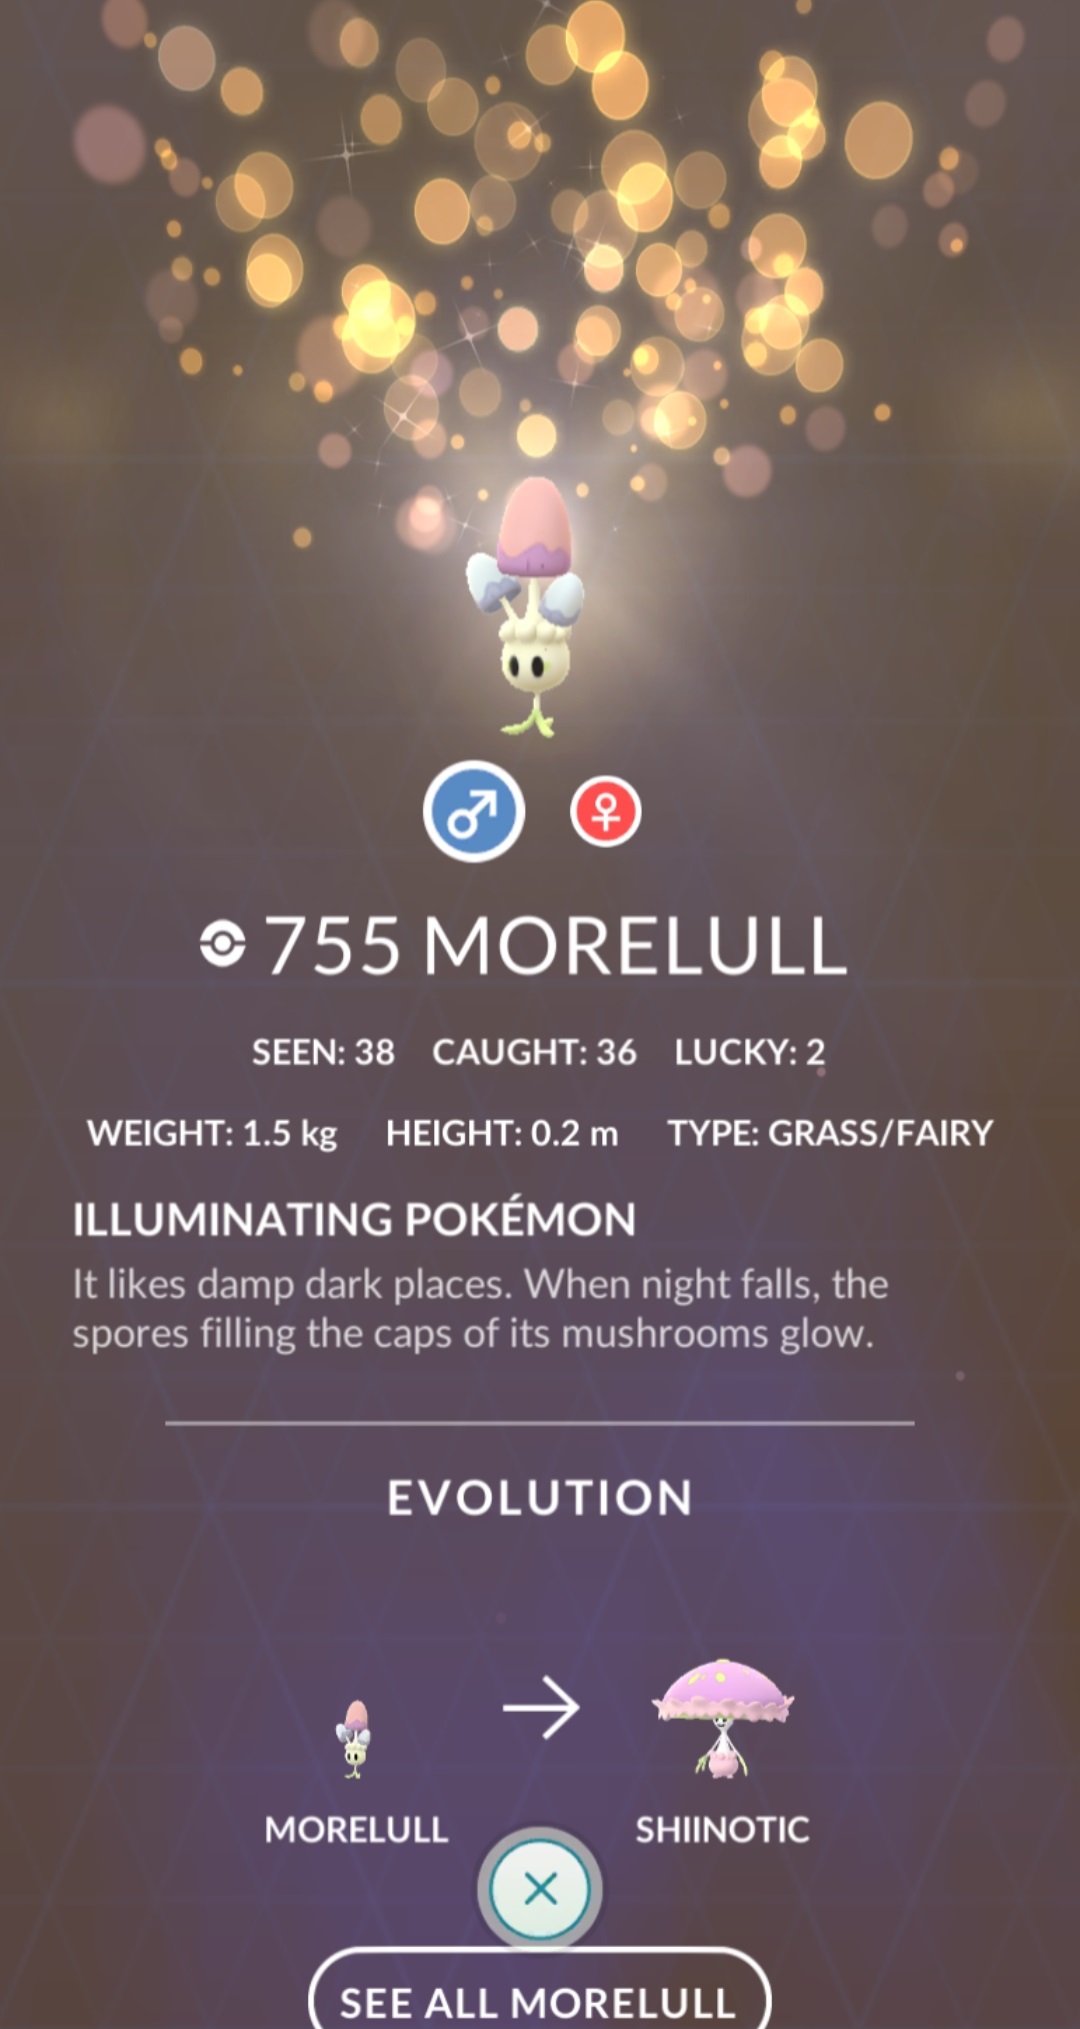 755 MORELULL
SEEN: 38 CAUGHT: 36 LUCKY: 2
WEIGHT: 1.5 kg HEIGHT: 0.2 m TYPE: GRASS/FAIRY
ILLUMINATING POKÉMON
It likes damp dark places. When night falls, the
spores filling the caps of its mushrooms glow.
EVOLUTION
MORELULL SHIINOTIC
SEE ALL MORELULL